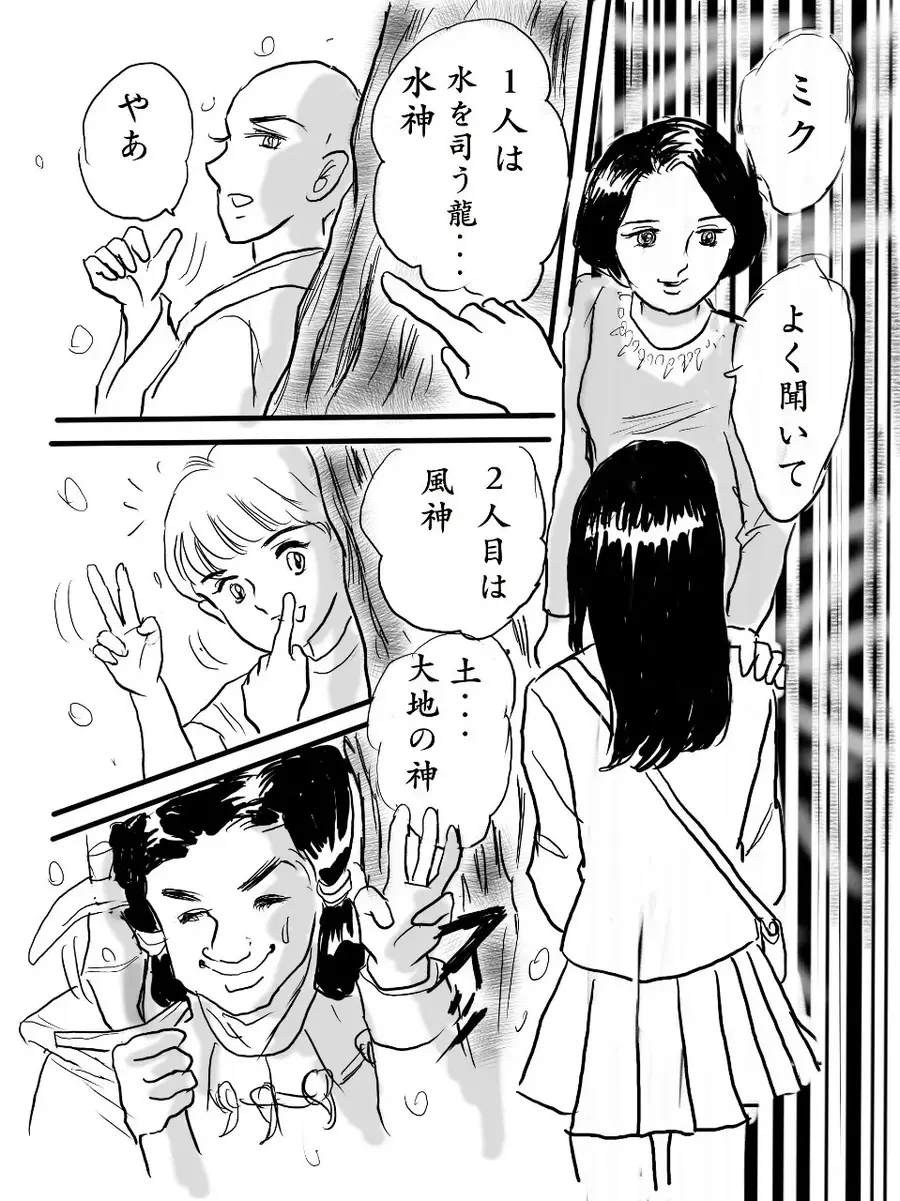 ミク
よく聞いて
1人は
水を司う龍‥‥
水神
やあ
2人目は
風神
土‥‥
大地の神